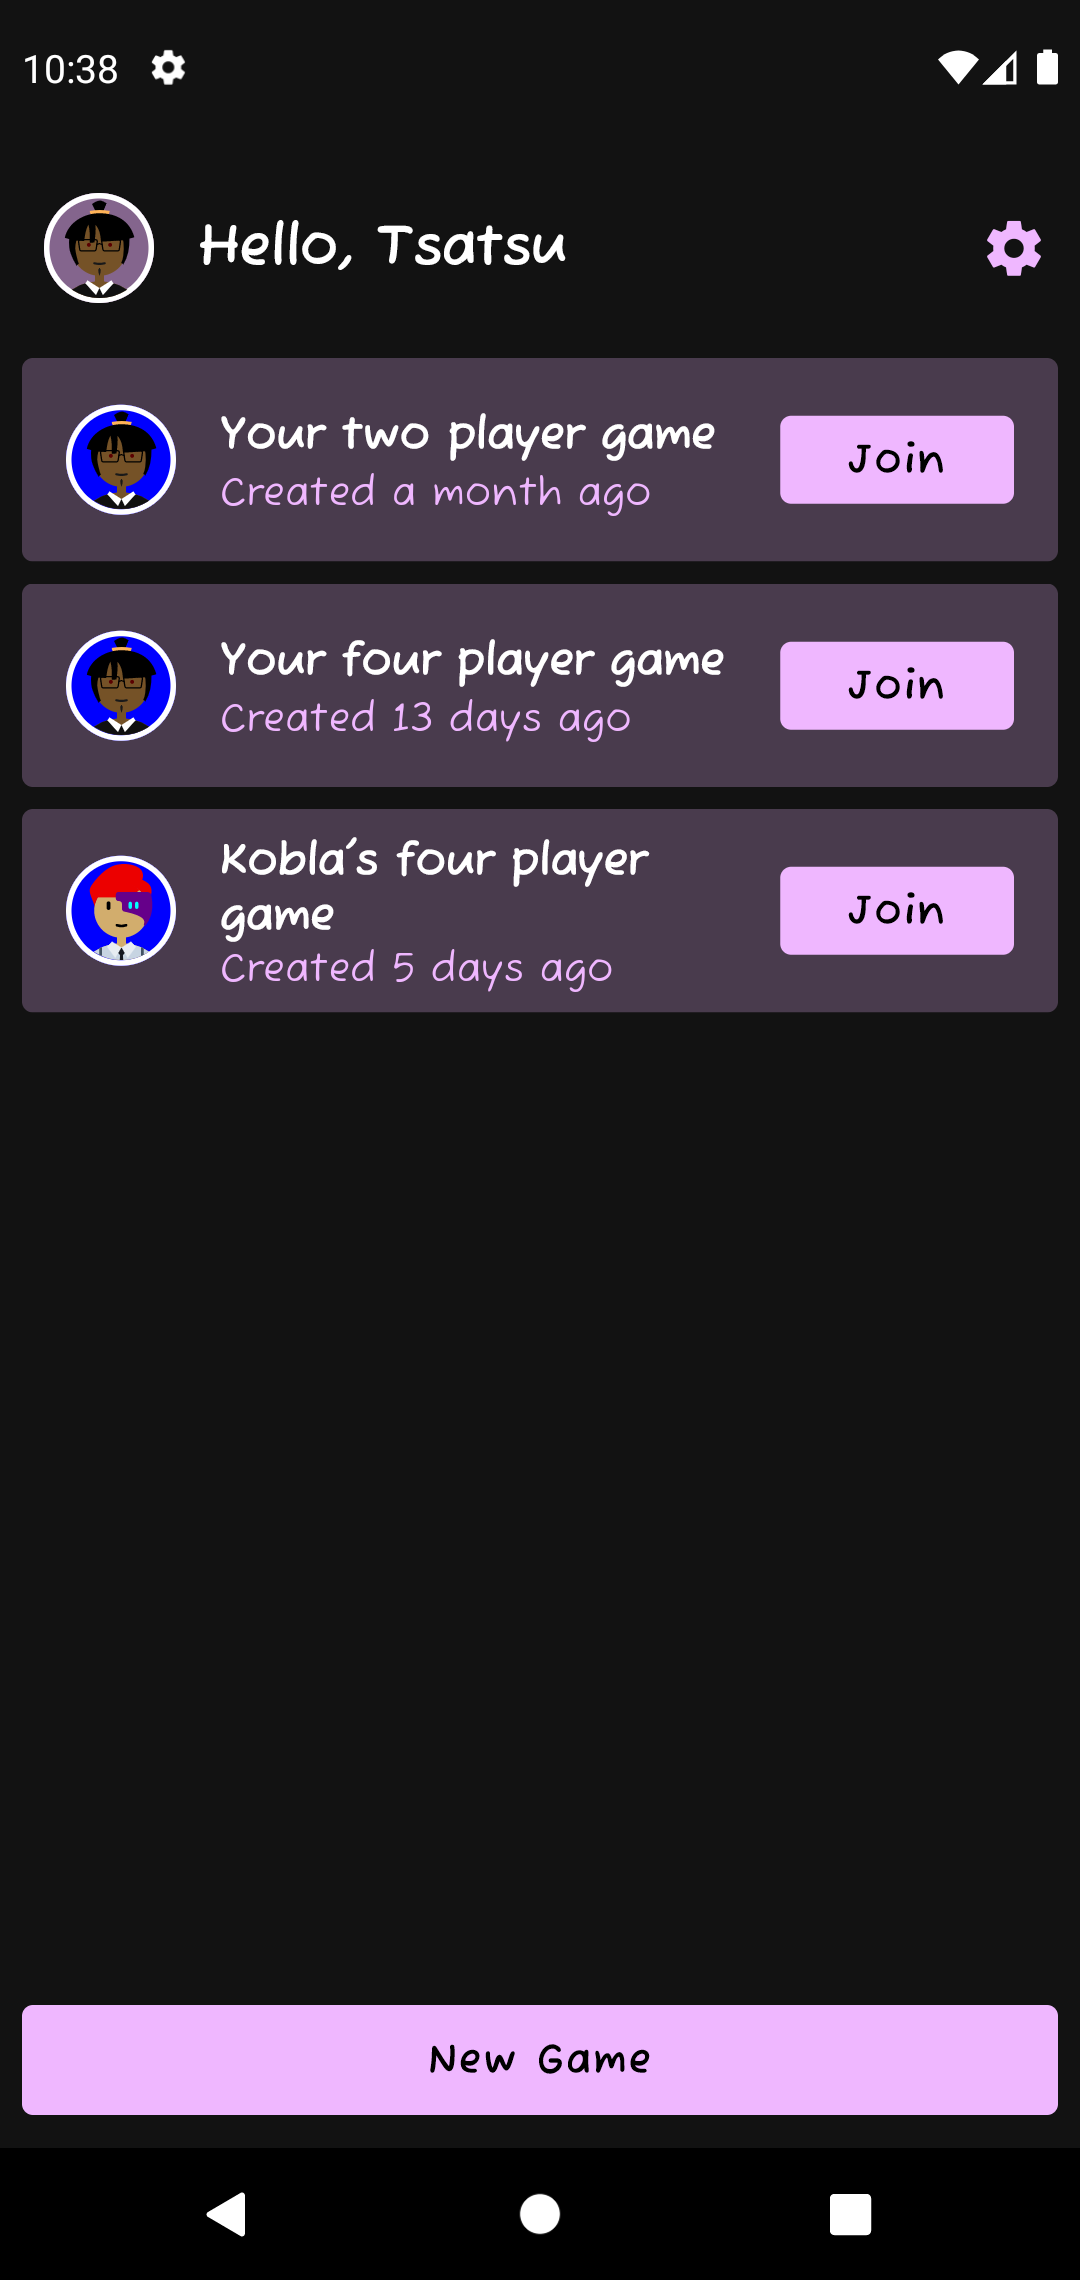 10:38
Hello, Tsatsu
Your two player game
Created a month ago
Join
Your four player game
Created 13 days ago
Join
Kobla's four player
game
Created 5 days ago
Join
New Game